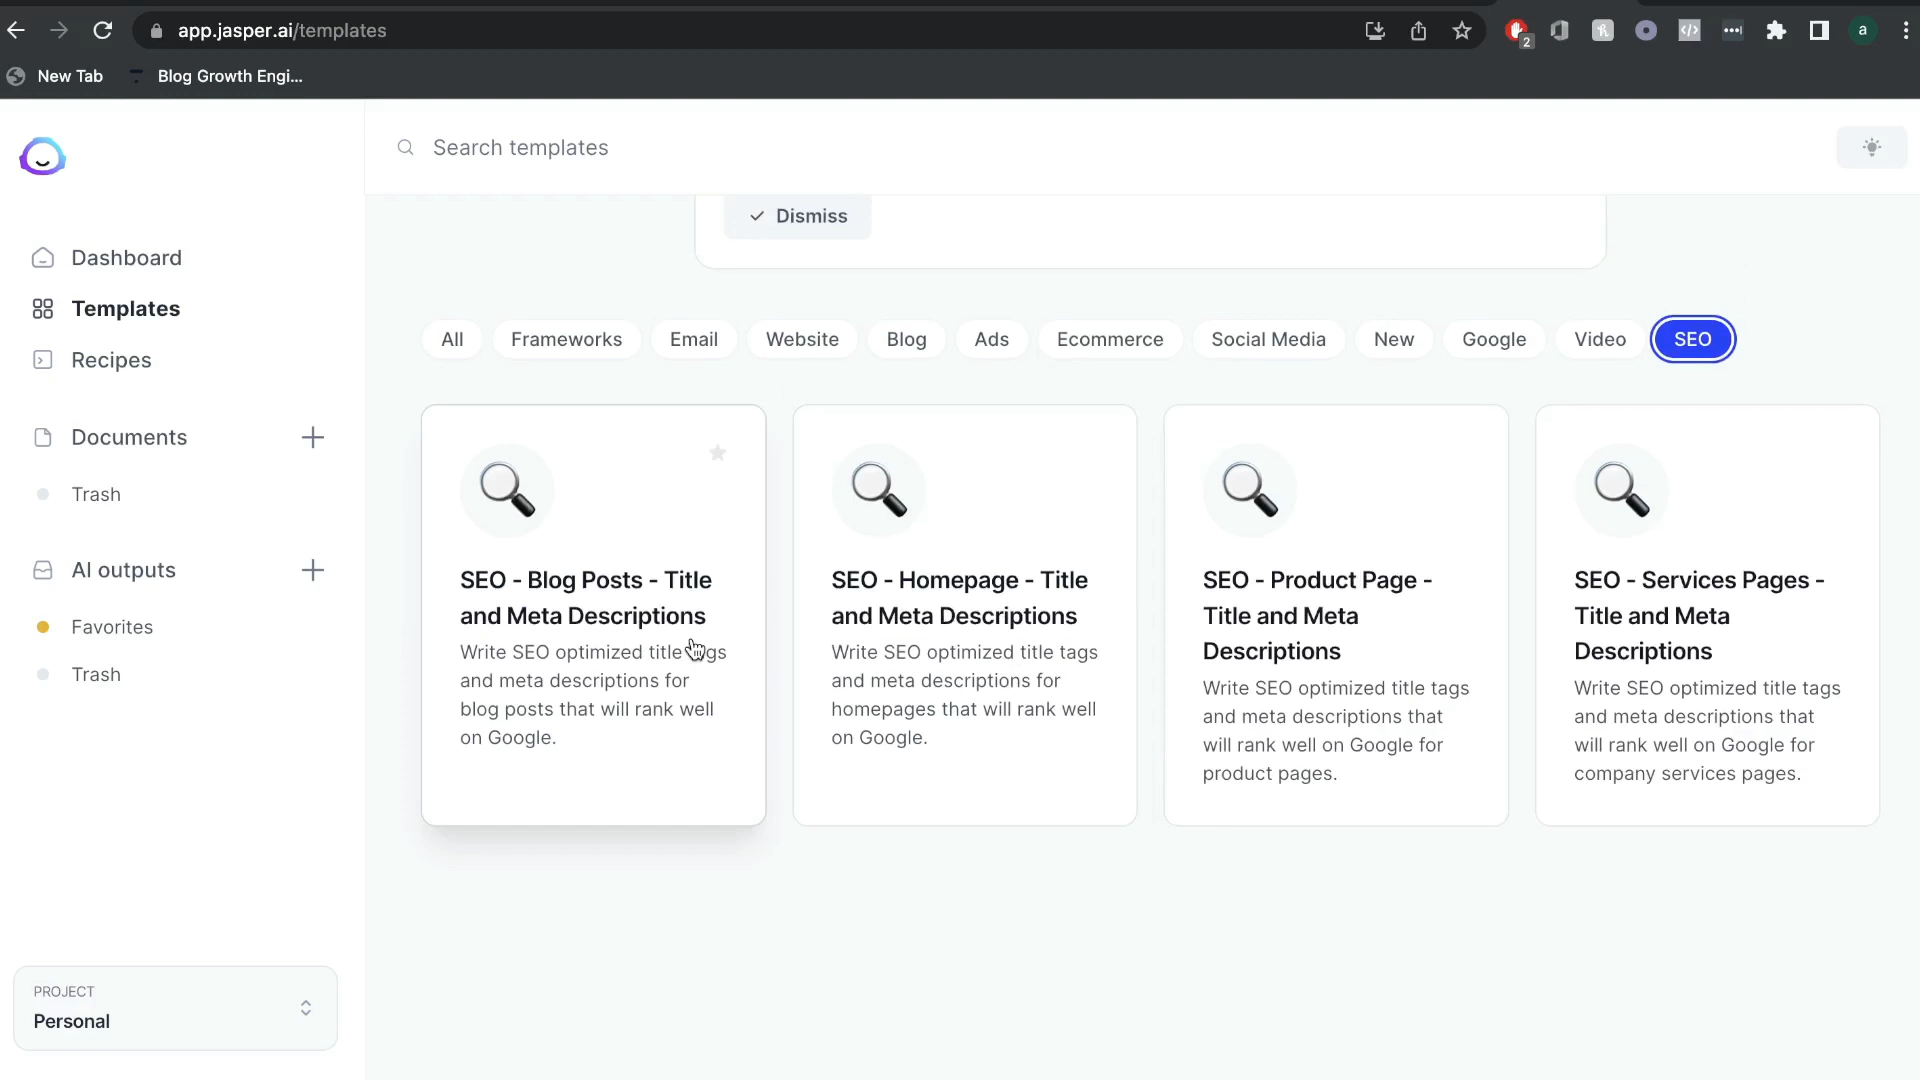 app.jasper.ai/templates
2
a
New Tab
Blog Growth Engi...
Search templates
Dismiss
Dashboard
Templates
Recipes
Documents
Trash
AI outputs
Favorites
Trash
All
Frameworks
Email
Website
Blog
Ads
Ecommerce
Social Media
New
Google
Video
SEO
SEO - Blog Posts - Title
and Meta Descriptions
Write SEO optimized title tags
and meta descriptions for
blog posts that will rank well
on Google.
SEO - Homepage - Title
and Meta Descriptions
Write SEO optimized title tags
and meta descriptions for
homepages that will rank well
on Google.
SEO - Product Page -
Title and Meta
Descriptions
Write SEO optimized title tags
and meta descriptions that
will rank well on Google for
product pages.
SEO - Services Pages -
Title and Meta
Descriptions
Write SEO optimized title tags
and meta descriptions that
will rank well on Google for
company services pages.
PROJECT
Personal